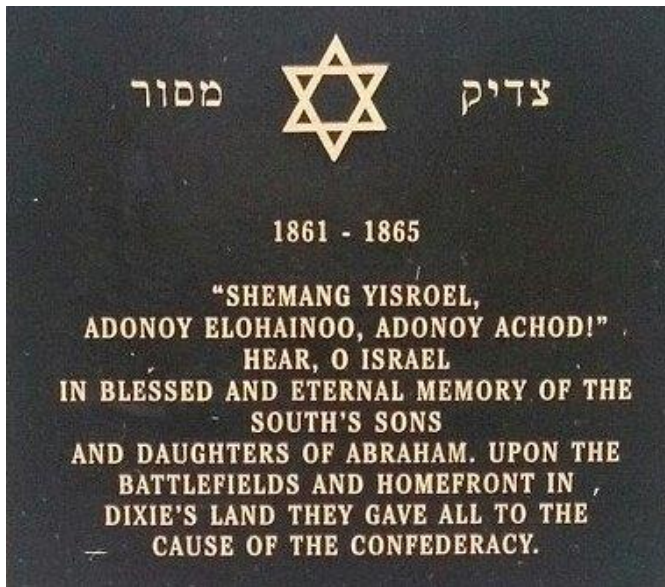 צדיק מסור
1861 - 1865
“SHEMANG YISROEL,
ADONOY ELOHAINOO, ADONOY ACHOD!”
HEAR, O ISRAEL
IN BLESSED AND ETERNAL MEMORY OF THE
SOUTH'S SONS
AND DAUGHTERS OF ABRAHAM. UPON THE
BATTLEFIELDS AND HOMEFRONT IN
DIXIE'S LAND THEY GAVE ALL TO THE
CAUSE OF THE CONFEDERACY.